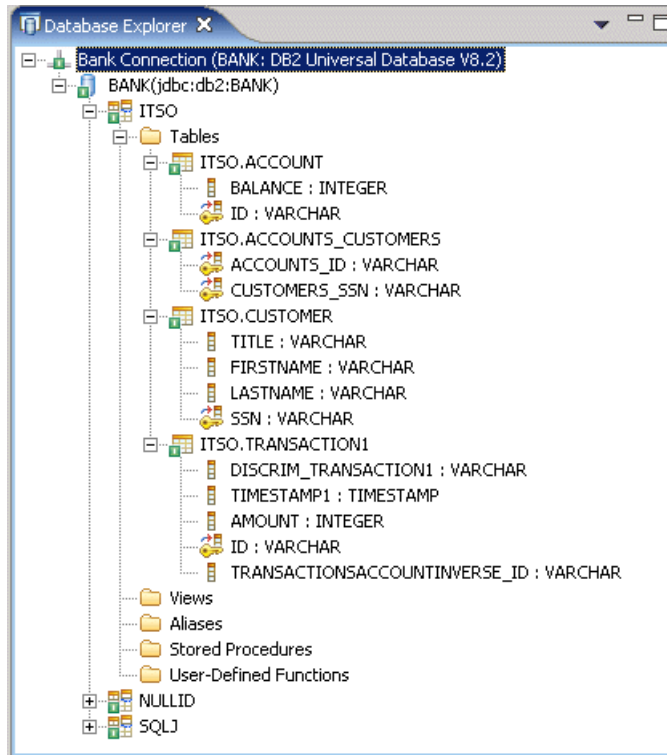 Database Explorer
Bank Connection (BANK: DB2 Universal Database V8.2)
BANK(jdbc:db2:BANK)
ITSO
Tables
ITSO.ACCOUNT
BALANCE : INTEGER
ID : VARCHAR
ITSO.ACCOUNTS_CUSTOMERS
ACCOUNTS_ID : VARCHAR
CUSTOMERS_SSN : VARCHAR
ITSO.CUSTOMER
TITLE : VARCHAR
FIRSTNAME : VARCHAR
LASTNAME : VARCHAR
SSN : VARCHAR
ITSO.TRANSACTION1
DISCRIM_TRANSACTION1 : VARCHAR
TIMESTAMP1 : TIMESTAMP
AMOUNT : INTEGER
ID : VARCHAR
TRANSACTIONSACCOUNTINVERSE_ID : VARCHAR
Views
Aliases
Stored Procedures
User-Defined Functions
NULLID
SQLJ